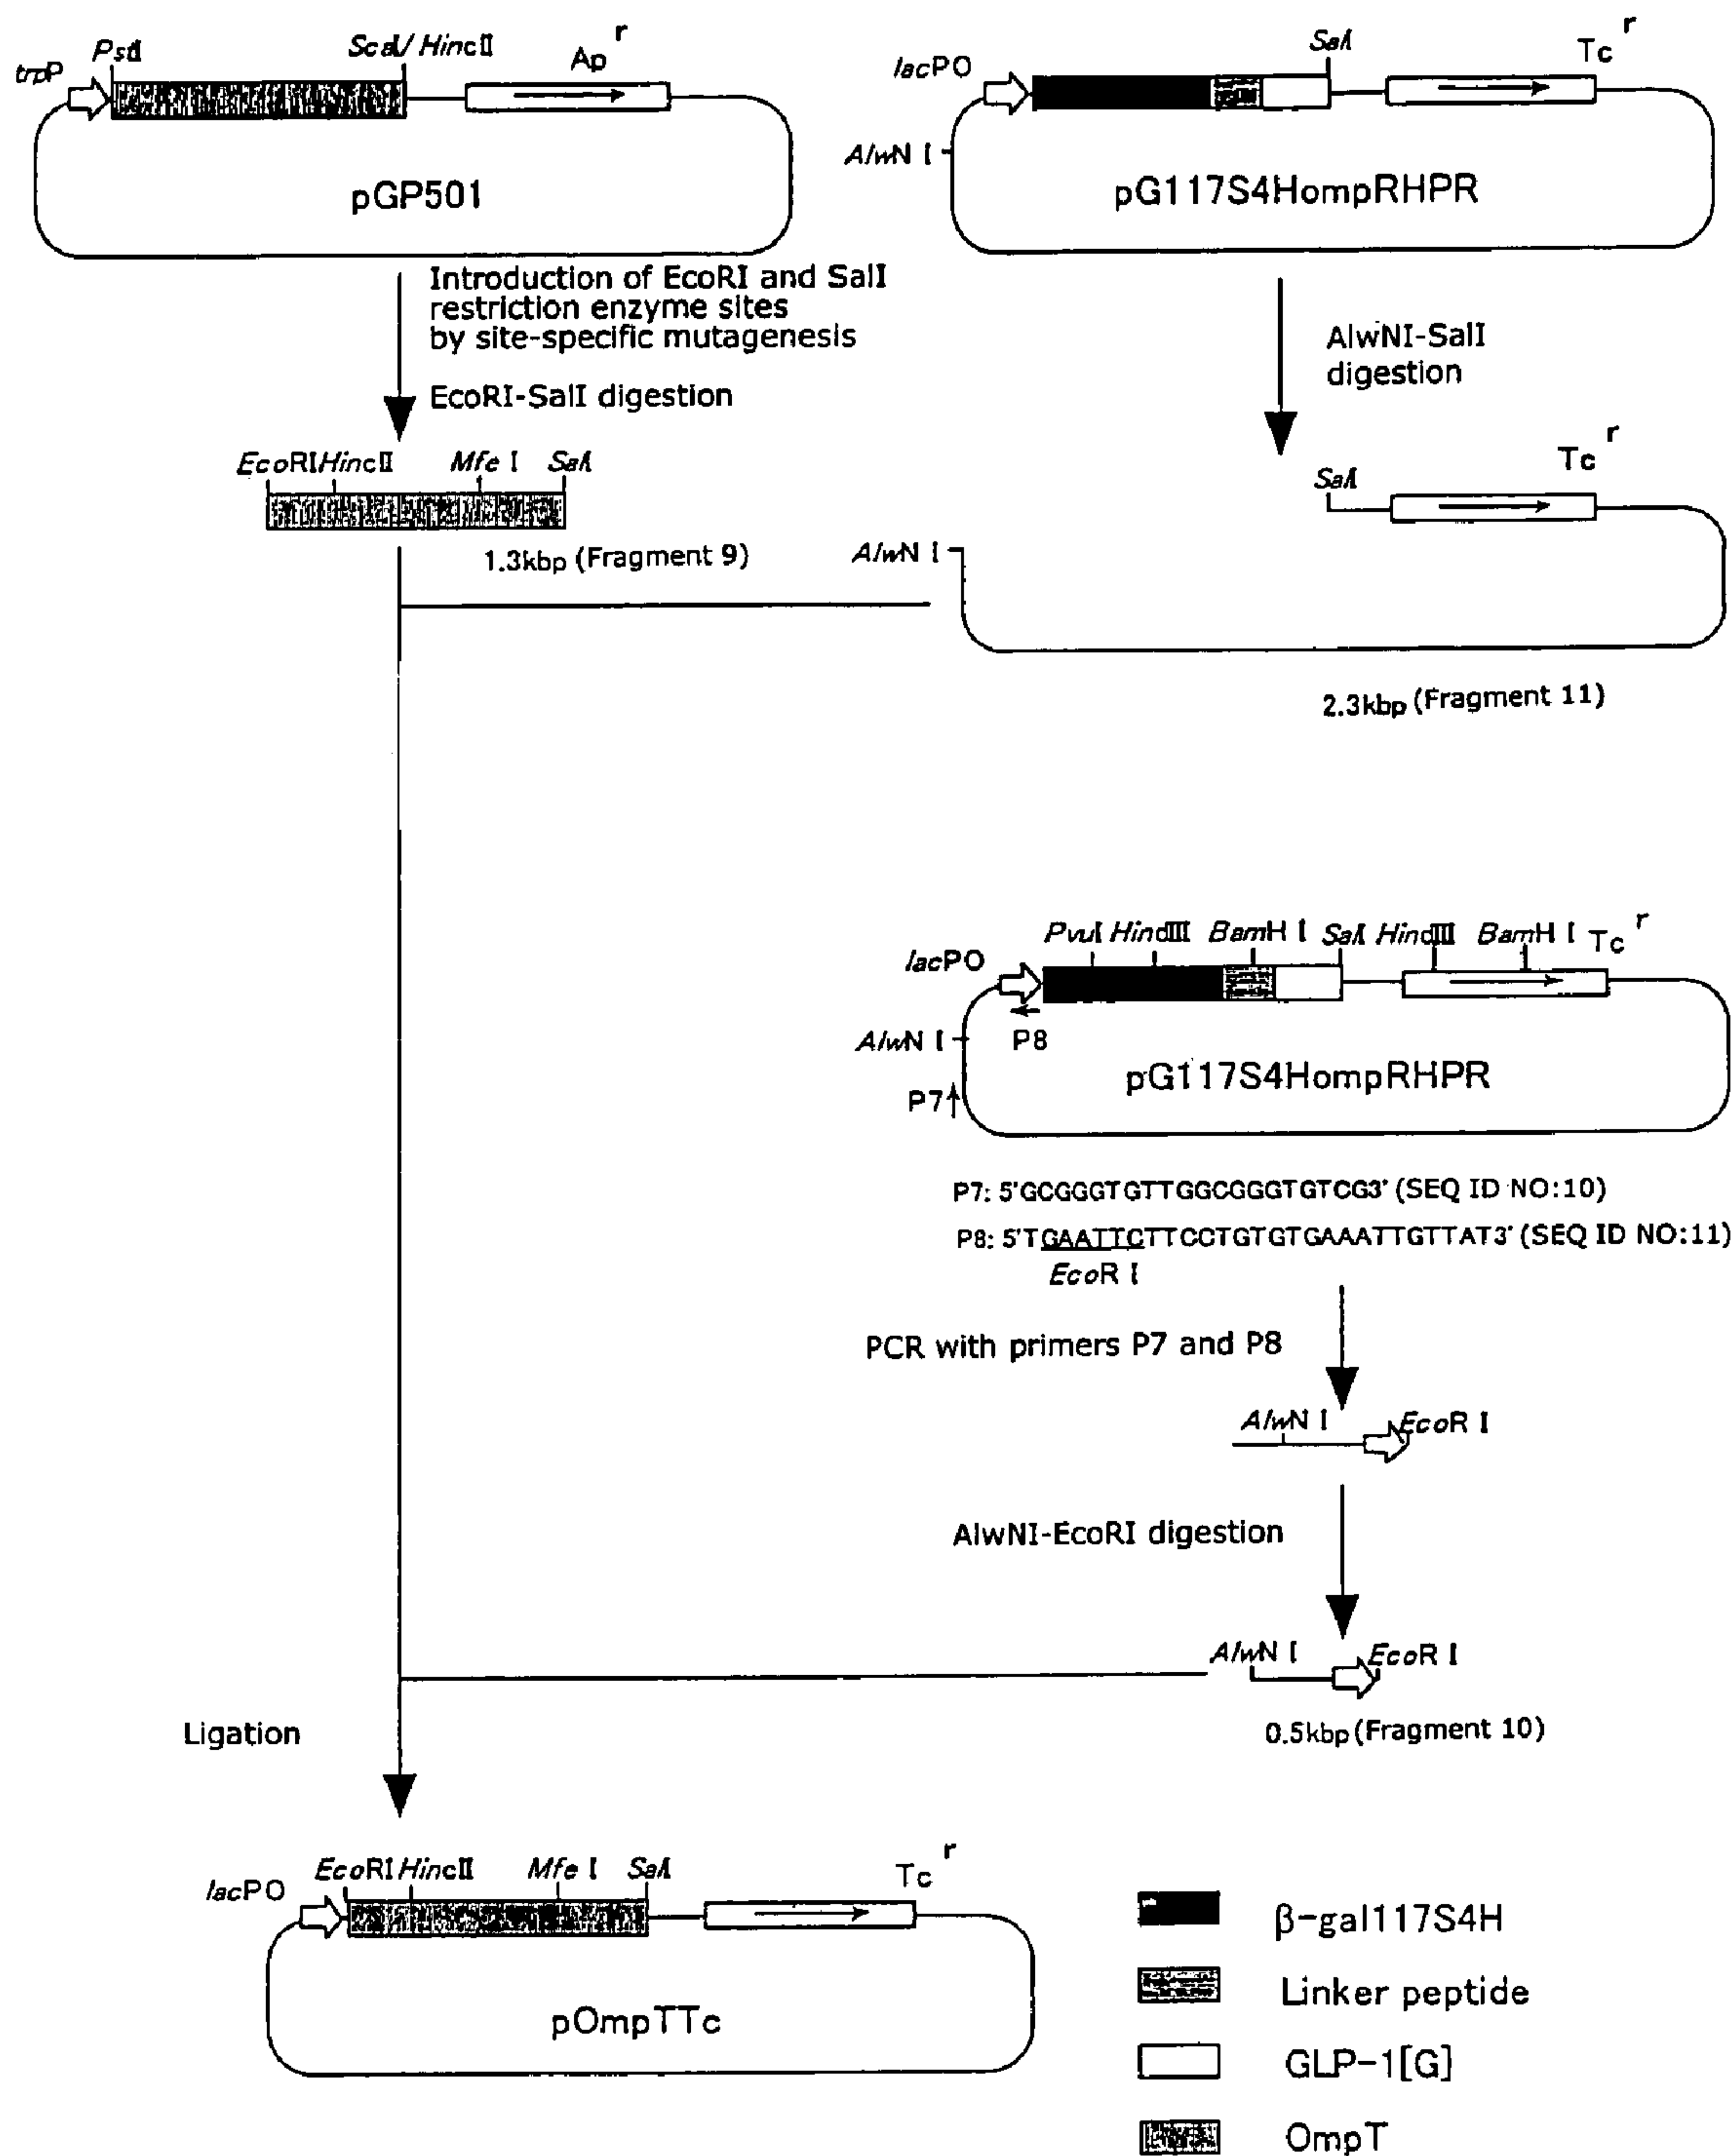 trpP
PstI
ScaI/HincII
Ap r
pGP501
lacPO
SalI
Tc r
AlwN I
pG117S4HompRHPR
Introduction of EcoRI and SalI
restriction enzyme sites
by site-specific mutagenesis
EcoRI-SalI digestion
AlwNI-SalI
digestion
EcoRI HincII Mfe I SalI
1.3kbp (Fragment 9)
SalI
Tc r
AlwN I
2.3kbp (Fragment 11)
lacPO
PvuI HindIII BamH I SalI HindIII BamH I Tc r
AlwN I
P8
P7
pG117S4HompRHPR
P7: 5'GCGGGTGTTGGCGGGTGTCG3' (SEQ ID NO:10)
P8: 5'TGAATTCTTCCTGTGTGAAATTGTTAT3' (SEQ ID NO:11)
EcoR I
PCR with primers P7 and P8
AlwN I EcoR I
AlwNI-EcoRI digestion
AlwN I EcoR I
0.5kbp (Fragment 10)
Ligation
lacPO
EcoRI HincII Mfe I SalI
Tc r
pOmpTTc
β-gal117S4H
Linker peptide
GLP-1[G]
OmpT